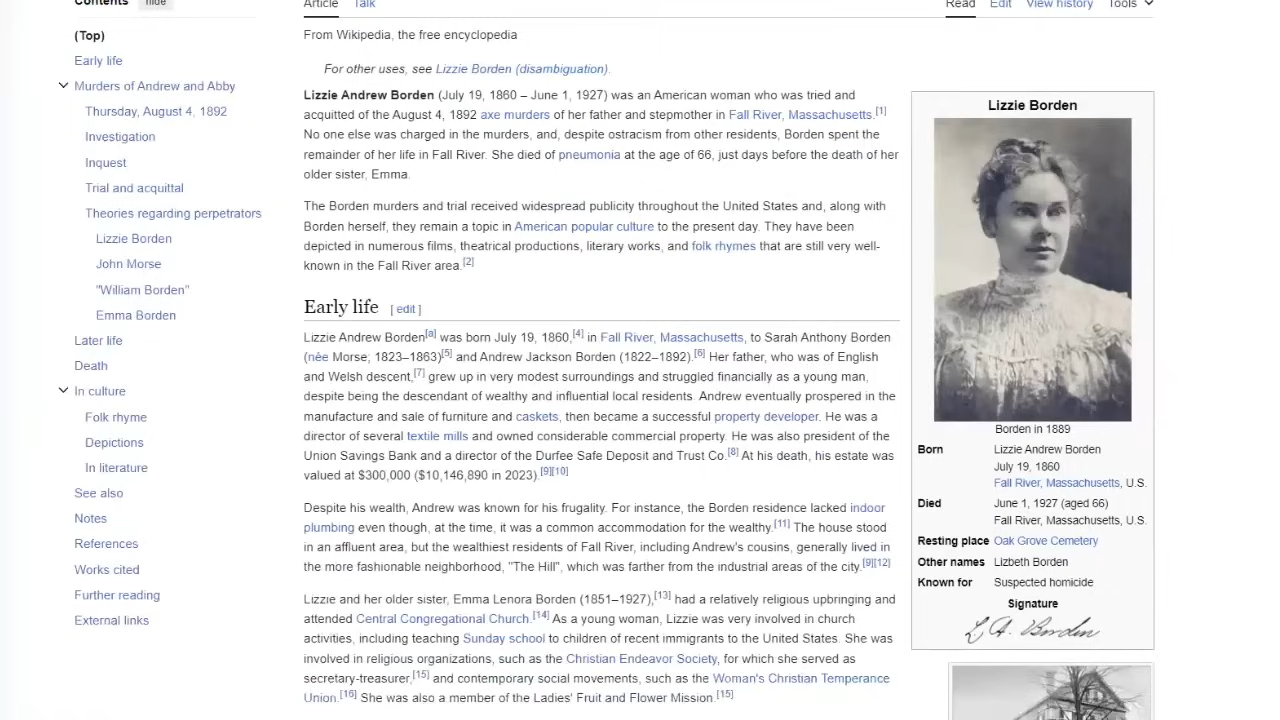 Contents hide
(Top)
Early life
Murders of Andrew and Abby
Thursday, August 4, 1892
Investigation
Inquest
Trial and acquittal
Theories regarding perpetrators
Lizzie Borden
John Morse
"William Borden"
Emma Borden
Later life
Death
In culture
Folk rhyme
Depictions
In literature
See also
Notes
References
Works cited
Further reading
External links
Article Talk Read Edit View history Tools
From Wikipedia, the free encyclopedia
For other uses, see Lizzie Borden (disambiguation).
Lizzie Andrew Borden (July 19, 1860 – June 1, 1927) was an American woman who was tried and
acquitted of the August 4, 1892 axe murders of her father and stepmother in Fall River, Massachusetts.[1]
No one else was charged in the murders, and, despite ostracism from other residents, Borden spent the
remainder of her life in Fall River. She died of pneumonia at the age of 66, just days before the death of her
older sister, Emma.
The Borden murders and trial received widespread publicity throughout the United States and, along with
Borden herself, they remain a topic in American popular culture to the present day. They have been
depicted in numerous films, theatrical productions, literary works, and folk rhymes that are still very well-
known in the Fall River area.[2]
Early life [ edit ]
Lizzie Andrew Borden[a] was born July 19, 1860,[4] in Fall River, Massachusetts, to Sarah Anthony Borden
(née Morse; 1823–1863)[5] and Andrew Jackson Borden (1822–1892).[6] Her father, who was of English
and Welsh descent,[7] grew up in very modest surroundings and struggled financially as a young man,
despite being the descendant of wealthy and influential local residents. Andrew eventually prospered in the
manufacture and sale of furniture and caskets, then became a successful property developer. He was a
director of several textile mills and owned considerable commercial property. He was also president of the
Union Savings Bank and a director of the Durfee Safe Deposit and Trust Co.[8] At his death, his estate was
valued at $300,000 ($10,146,890 in 2023).[9][10]
Despite his wealth, Andrew was known for his frugality. For instance, the Borden residence lacked indoor
plumbing even though, at the time, it was a common accommodation for the wealthy.[11] The house stood
in an affluent area, but the wealthiest residents of Fall River, including Andrew's cousins, generally lived in
the more fashionable neighborhood, "The Hill", which was farther from the industrial areas of the city.[9][12]
Lizzie and her older sister, Emma Lenora Borden (1851–1927),[13] had a relatively religious upbringing and
attended Central Congregational Church.[14] As a young woman, Lizzie was very involved in church
activities, including teaching Sunday school to children of recent immigrants to the United States. She was
involved in religious organizations, such as the Christian Endeavor Society, for which she served as
secretary-treasurer,[15] and contemporary social movements, such as the Woman's Christian Temperance
Union.[16] She was also a member of the Ladies' Fruit and Flower Mission.[15]
Lizzie Borden
Borden in 1889
Born Lizzie Andrew Borden
July 19, 1860
Fall River, Massachusetts, U.S.
Died June 1, 1927 (aged 66)
Fall River, Massachusetts, U.S.
Resting place Oak Grove Cemetery
Other names Lizbeth Borden
Known for Suspected homicide
Signature
L A. Borden